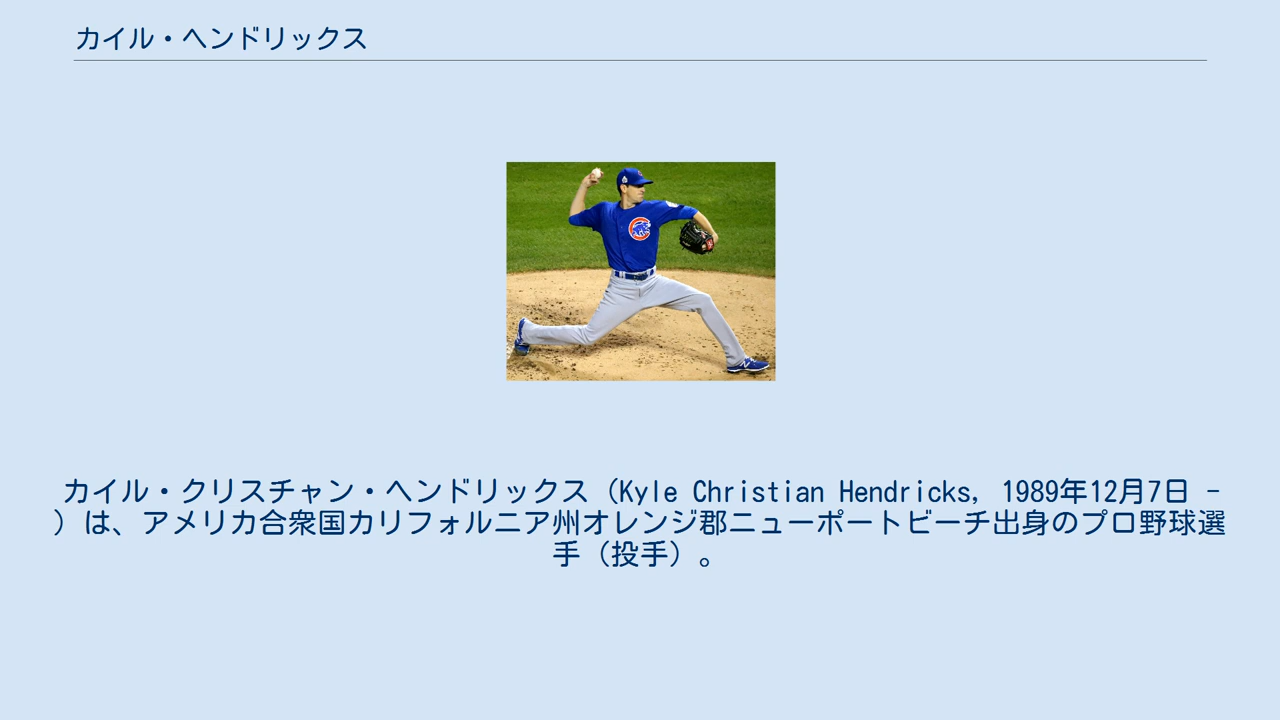 カイル・ヘンドリックス
カイル・クリスチャン・ヘンドリックス（Kyle Christian Hendricks, 1989年12月7日 -
）は、アメリカ合衆国カリフォルニア州オレンジ郡ニューポートビーチ出身のプロ野球選
手（投手）。